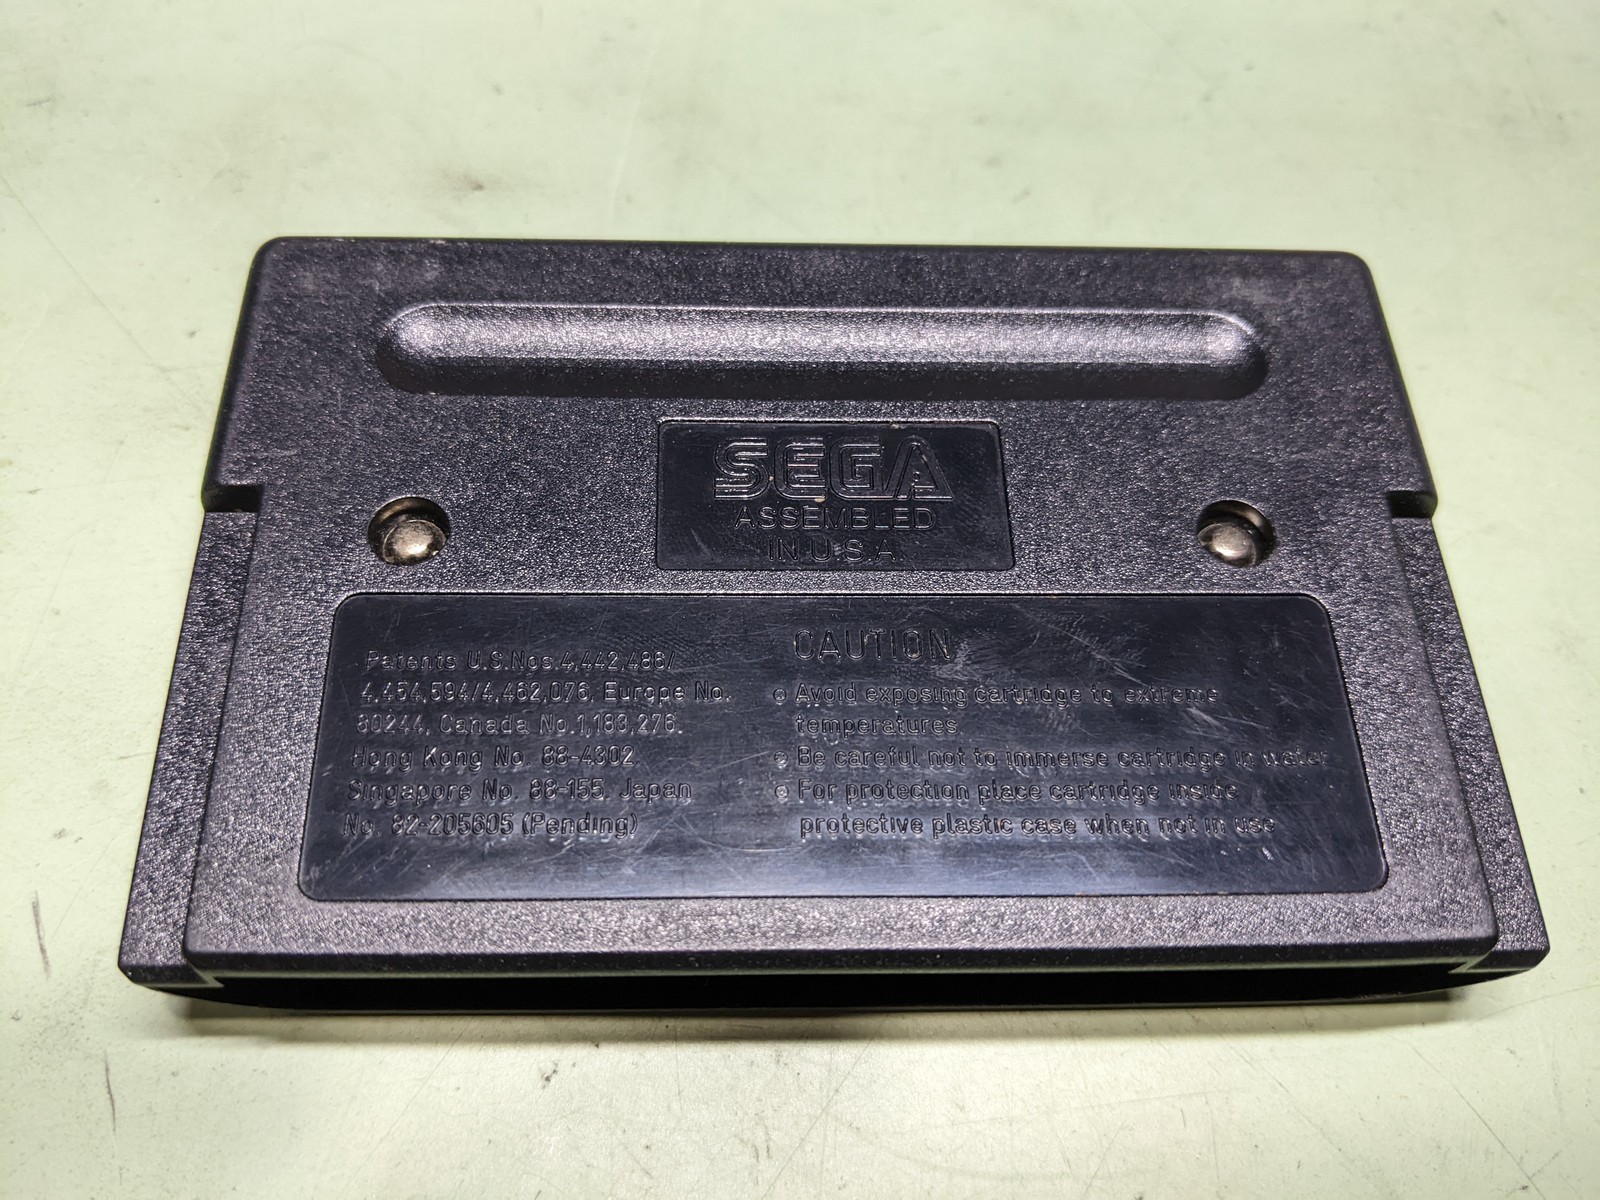 SEGA
ASSEMBLED
IN U.S.A.
Patents U.S.Nos.4,442,486/
4,454,594/4,462,076, Europe No.
80244, Canada No.1,183,276.
Hong Kong No. 88-4302.
Singapore No. 88-155. Japan
No. 82-205605 (Pending)
CAUTION
o Avoid exposing cartridge to extreme
temperatures
o Be careful not to immerse cartridge in water
o For protection place cartridge inside
protective plastic case when not in use